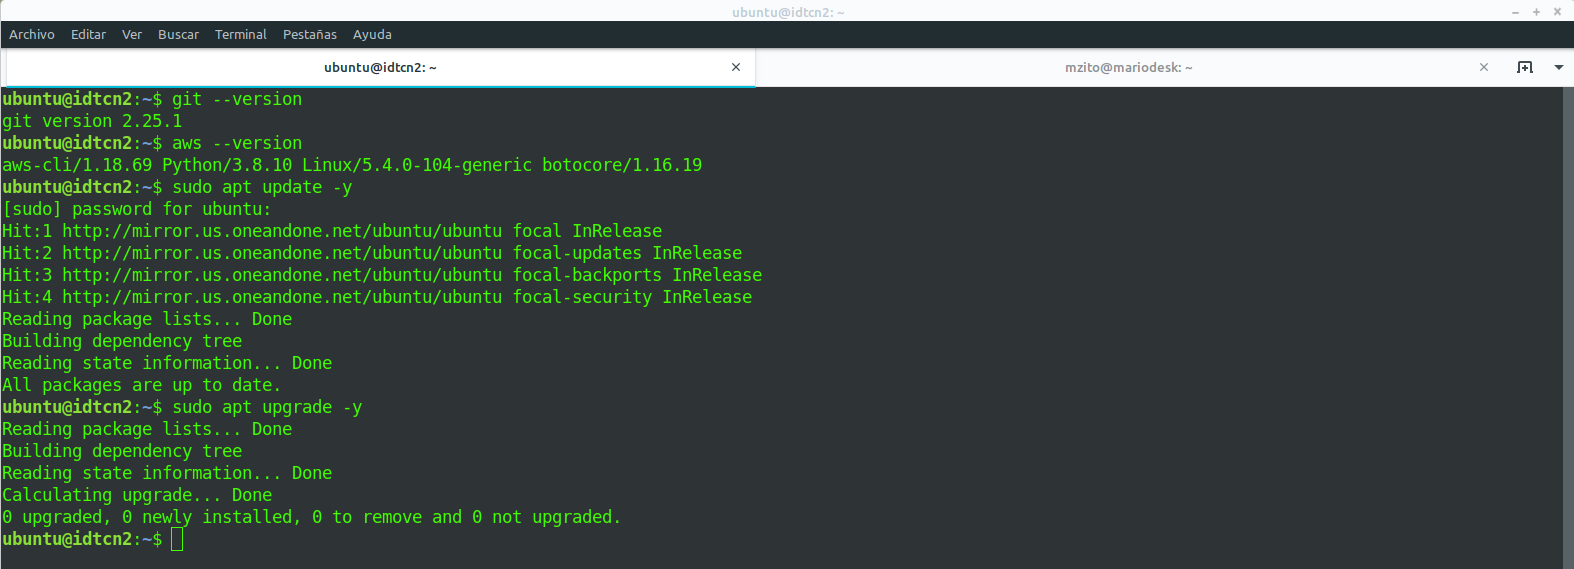 ubuntu@idtcn2: ~
Archivo Editar Ver Buscar Terminal Pestañas Ayuda
ubuntu@idtcn2: ~ mzito@mariodesk: ~
ubuntu@idtcn2:~$ git --version
git version 2.25.1
ubuntu@idtcn2:~$ aws --version
aws-cli/1.18.69 Python/3.8.10 Linux/5.4.0-104-generic botocore/1.16.19
ubuntu@idtcn2:~$ sudo apt update -y
[sudo] password for ubuntu:
Hit:1 http://mirror.us.oneandone.net/ubuntu/ubuntu focal InRelease
Hit:2 http://mirror.us.oneandone.net/ubuntu/ubuntu focal-updates InRelease
Hit:3 http://mirror.us.oneandone.net/ubuntu/ubuntu focal-backports InRelease
Hit:4 http://mirror.us.oneandone.net/ubuntu/ubuntu focal-security InRelease
Reading package lists... Done
Building dependency tree
Reading state information... Done
All packages are up to date.
ubuntu@idtcn2:~$ sudo apt upgrade -y
Reading package lists... Done
Building dependency tree
Reading state information... Done
Calculating upgrade... Done
0 upgraded, 0 newly installed, 0 to remove and 0 not upgraded.
ubuntu@idtcn2:~$